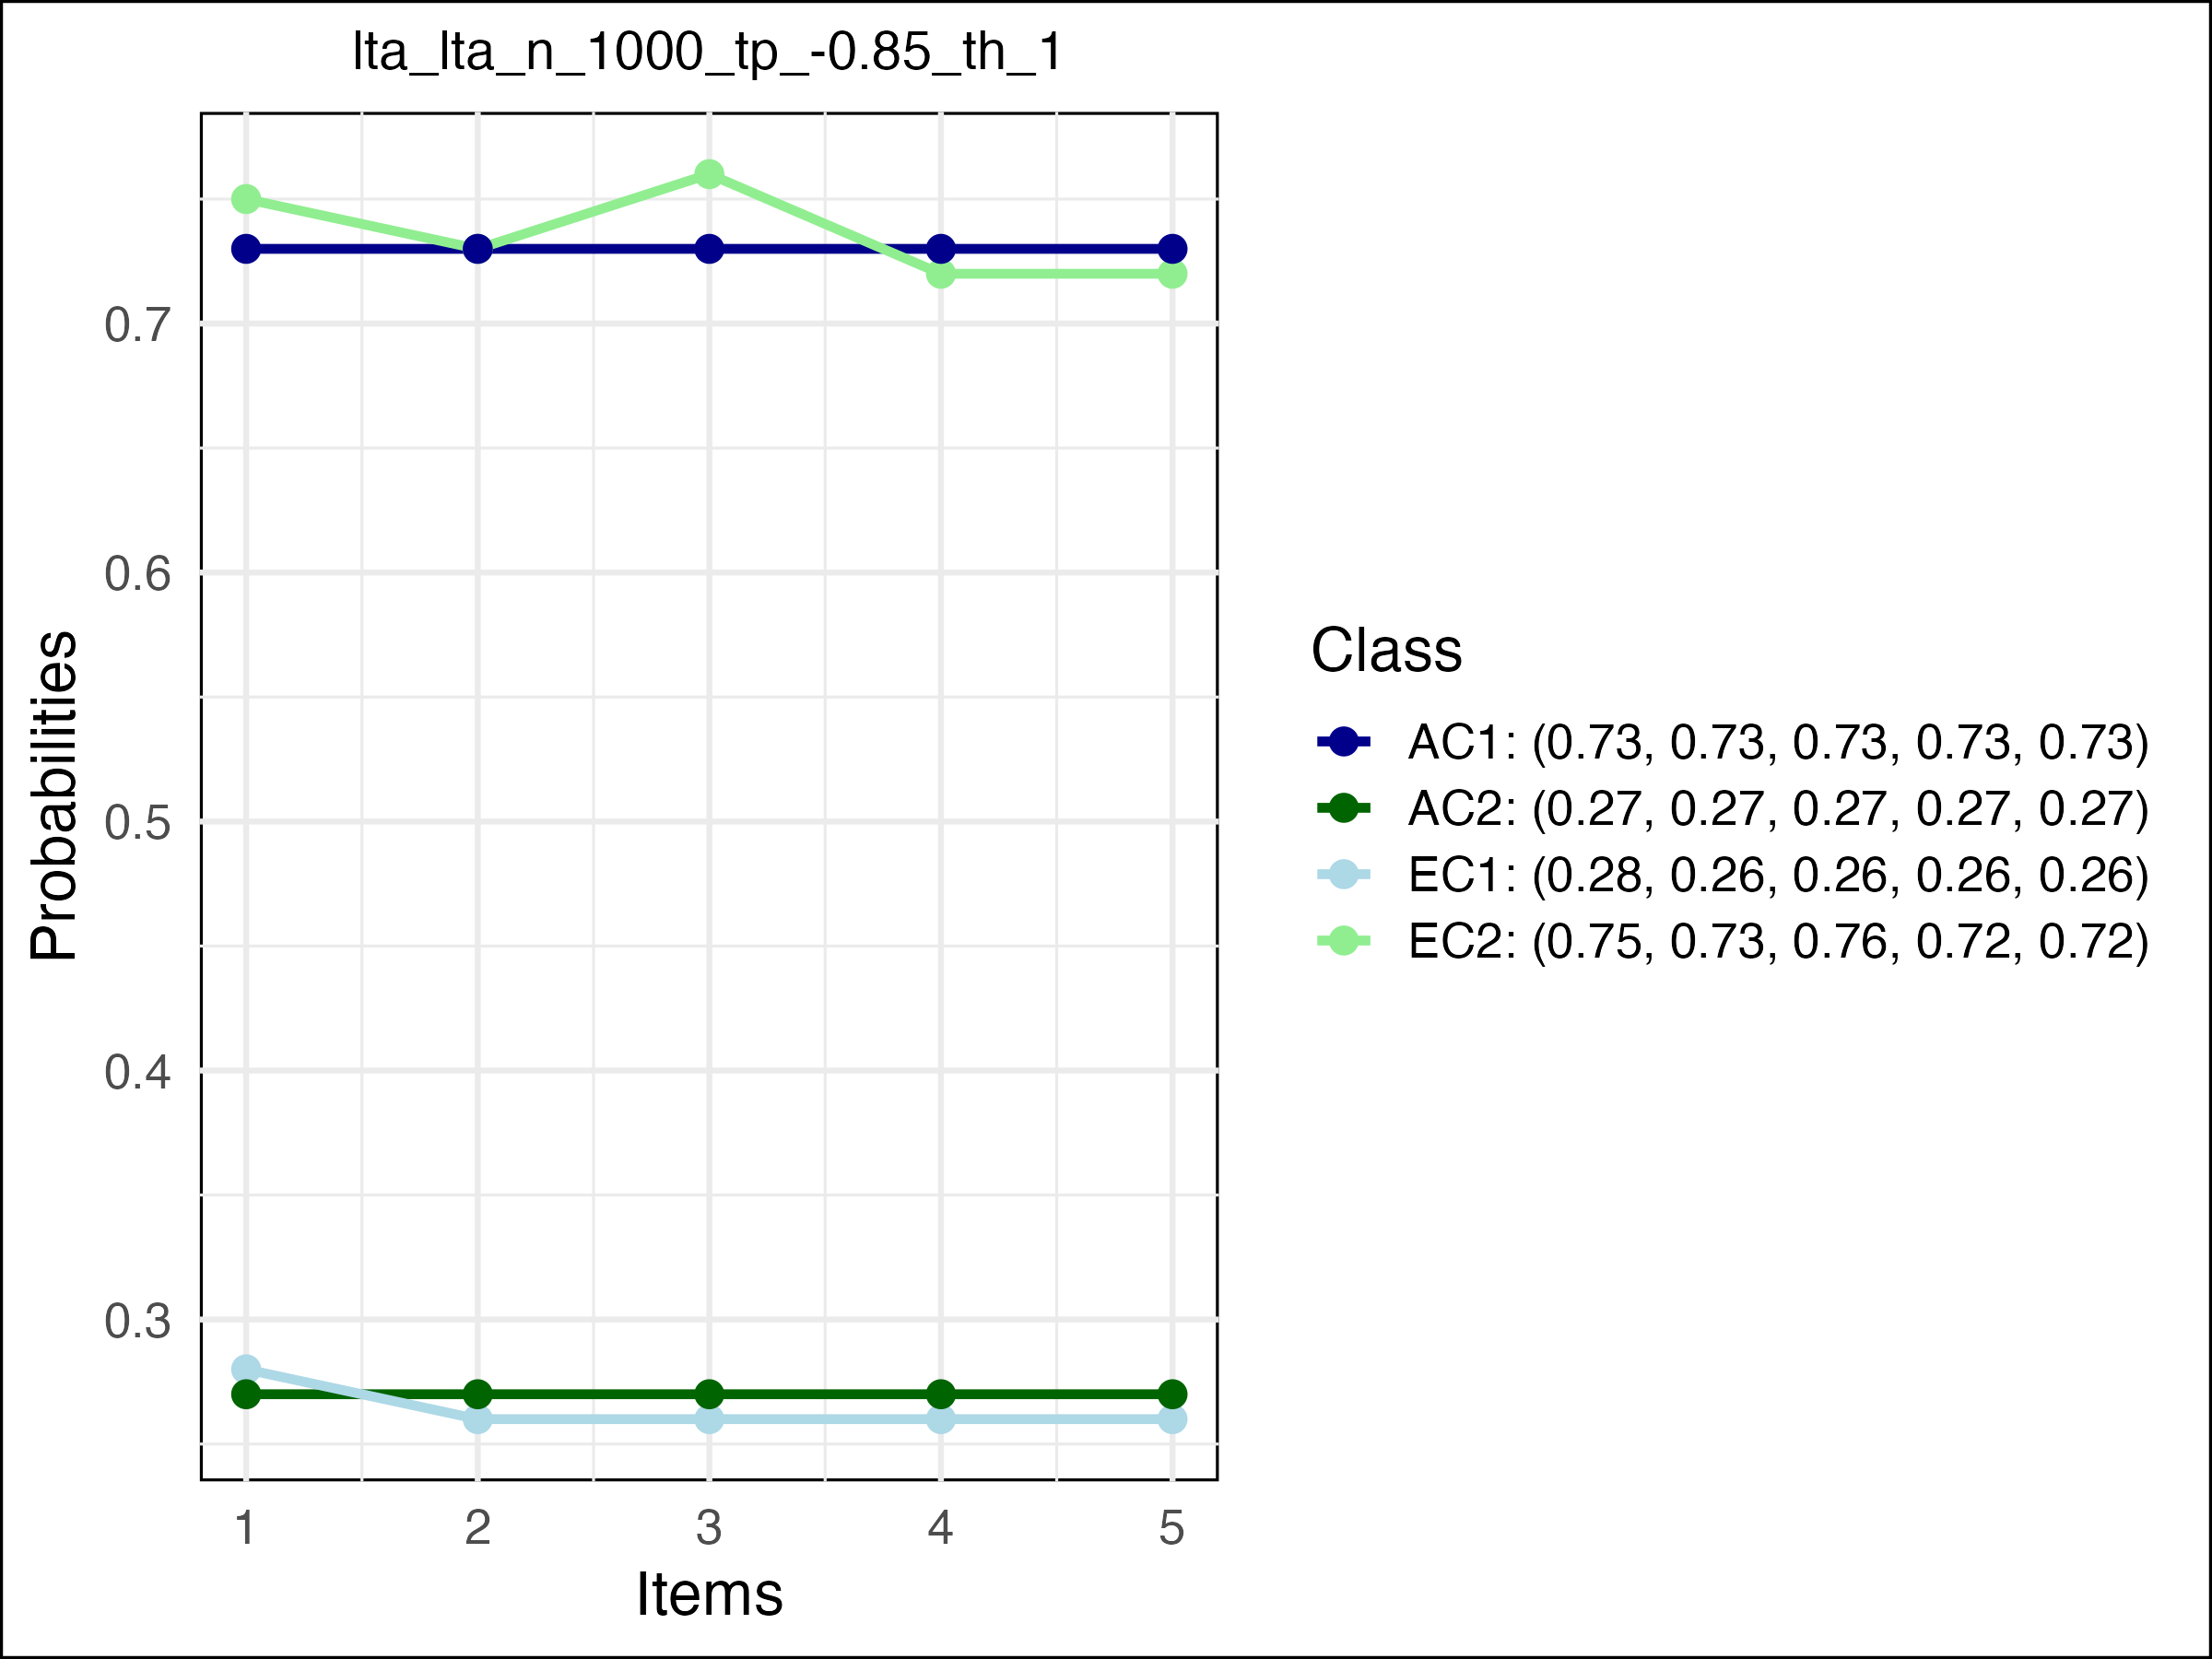 lta_lta_n_1000_tp_-0.85_th_1
Probabilities
0.7
0.6
0.5
0.4
0.3
1 2 3 4 5
Items
Class
AC1: (0.73, 0.73, 0.73, 0.73, 0.73)
AC2: (0.27, 0.27, 0.27, 0.27, 0.27)
EC1: (0.28, 0.26, 0.26, 0.26, 0.26)
EC2: (0.75, 0.73, 0.76, 0.72, 0.72)